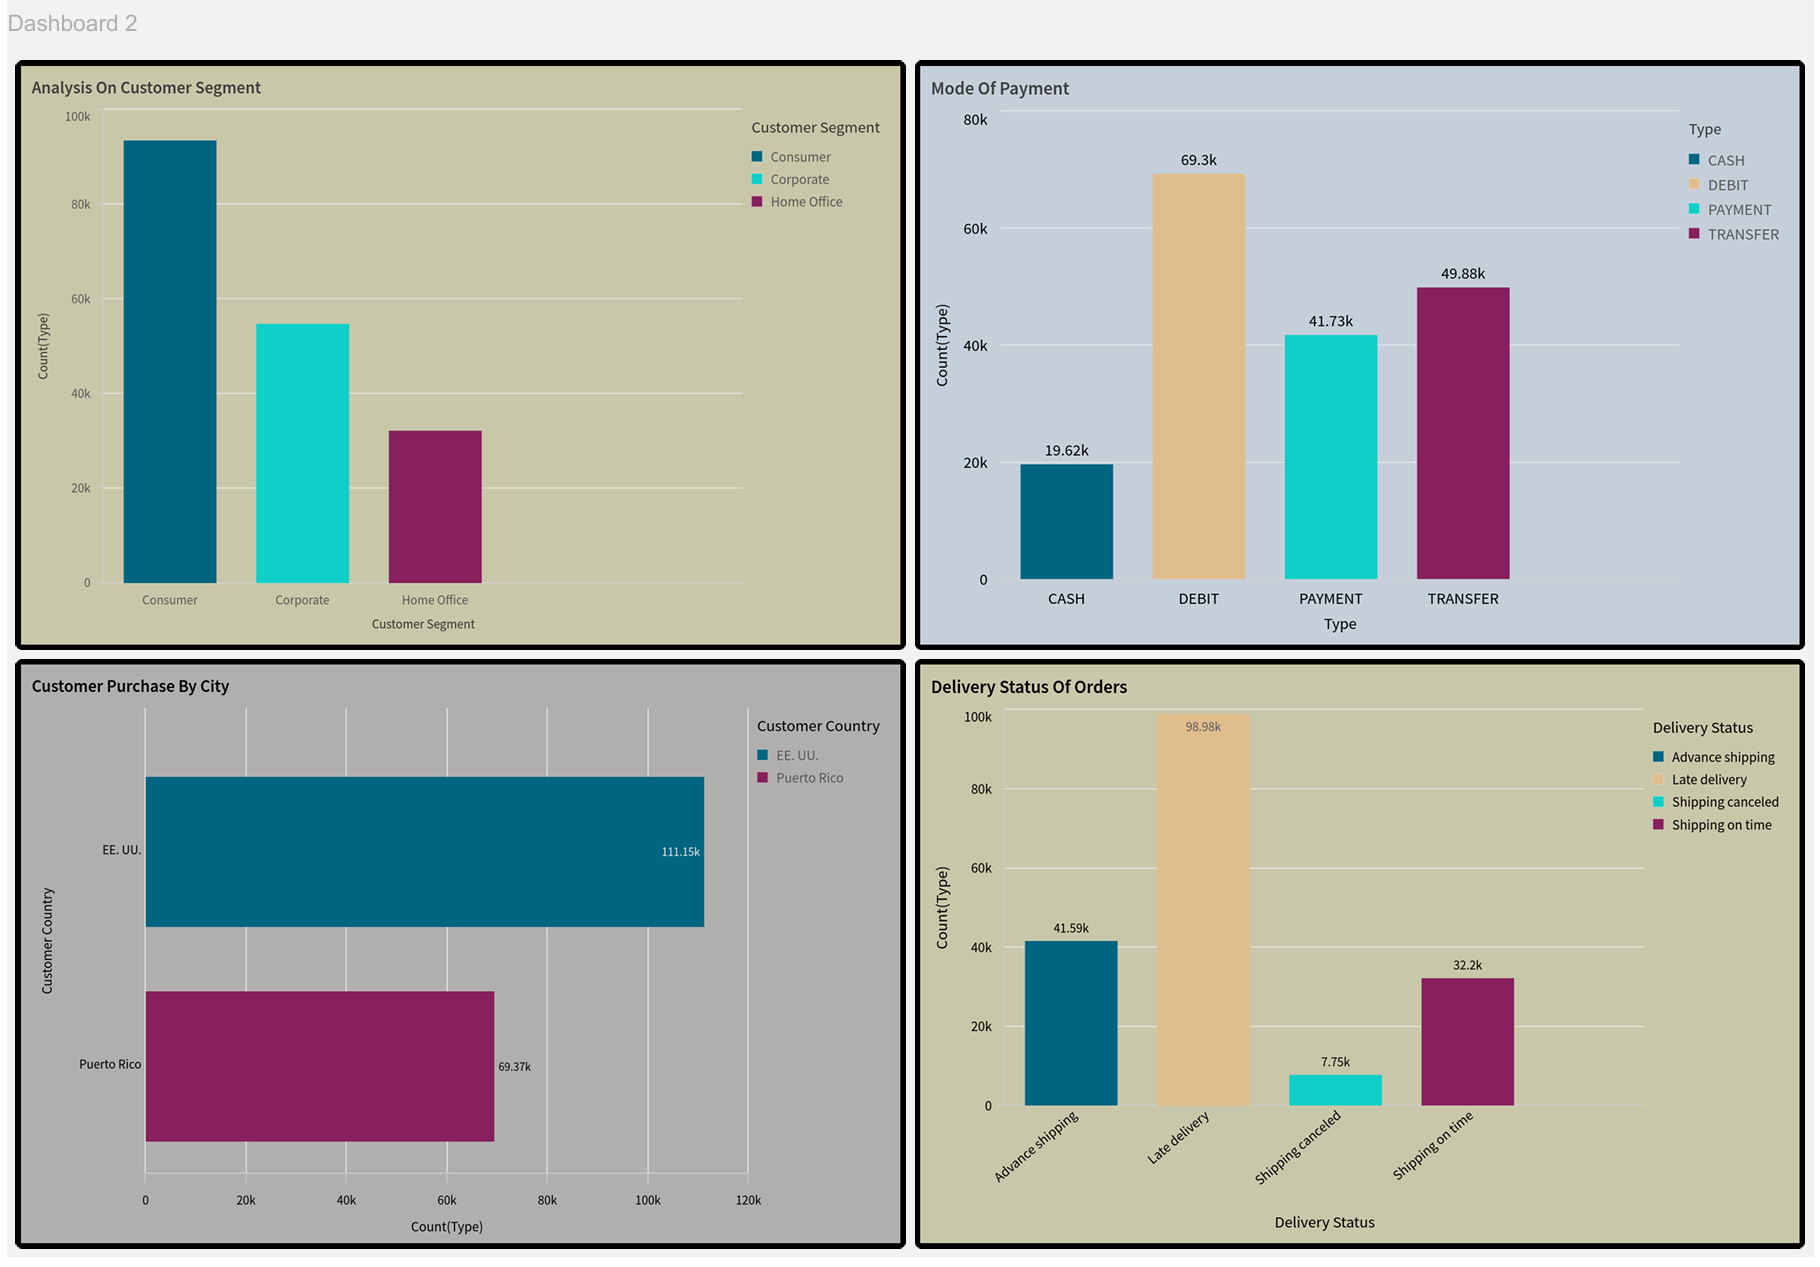 Dashboard 2
Analysis On Customer Segment
100k
80k
60k
40k
20k
0
Count(Type)
Consumer
Corporate
Home Office
Customer Segment
Customer Segment
Consumer
Corporate
Home Office
Mode Of Payment
80k
60k
40k
20k
0
Count(Type)
19.62k
69.3k
41.73k
49.88k
CASH
DEBIT
PAYMENT
TRANSFER
Type
Type
CASH
DEBIT
PAYMENT
TRANSFER
Customer Purchase By City
Customer Country
EE. UU.
111.15k
Puerto Rico
69.37k
0
20k
40k
60k
80k
100k
120k
Count(Type)
Customer Country
EE. UU.
Puerto Rico
Delivery Status Of Orders
100k
80k
60k
40k
20k
0
Count(Type)
41.59k
98.98k
7.75k
32.2k
Advance shipping
Late delivery
Shipping canceled
Shipping on time
Delivery Status
Delivery Status
Advance shipping
Late delivery
Shipping canceled
Shipping on time